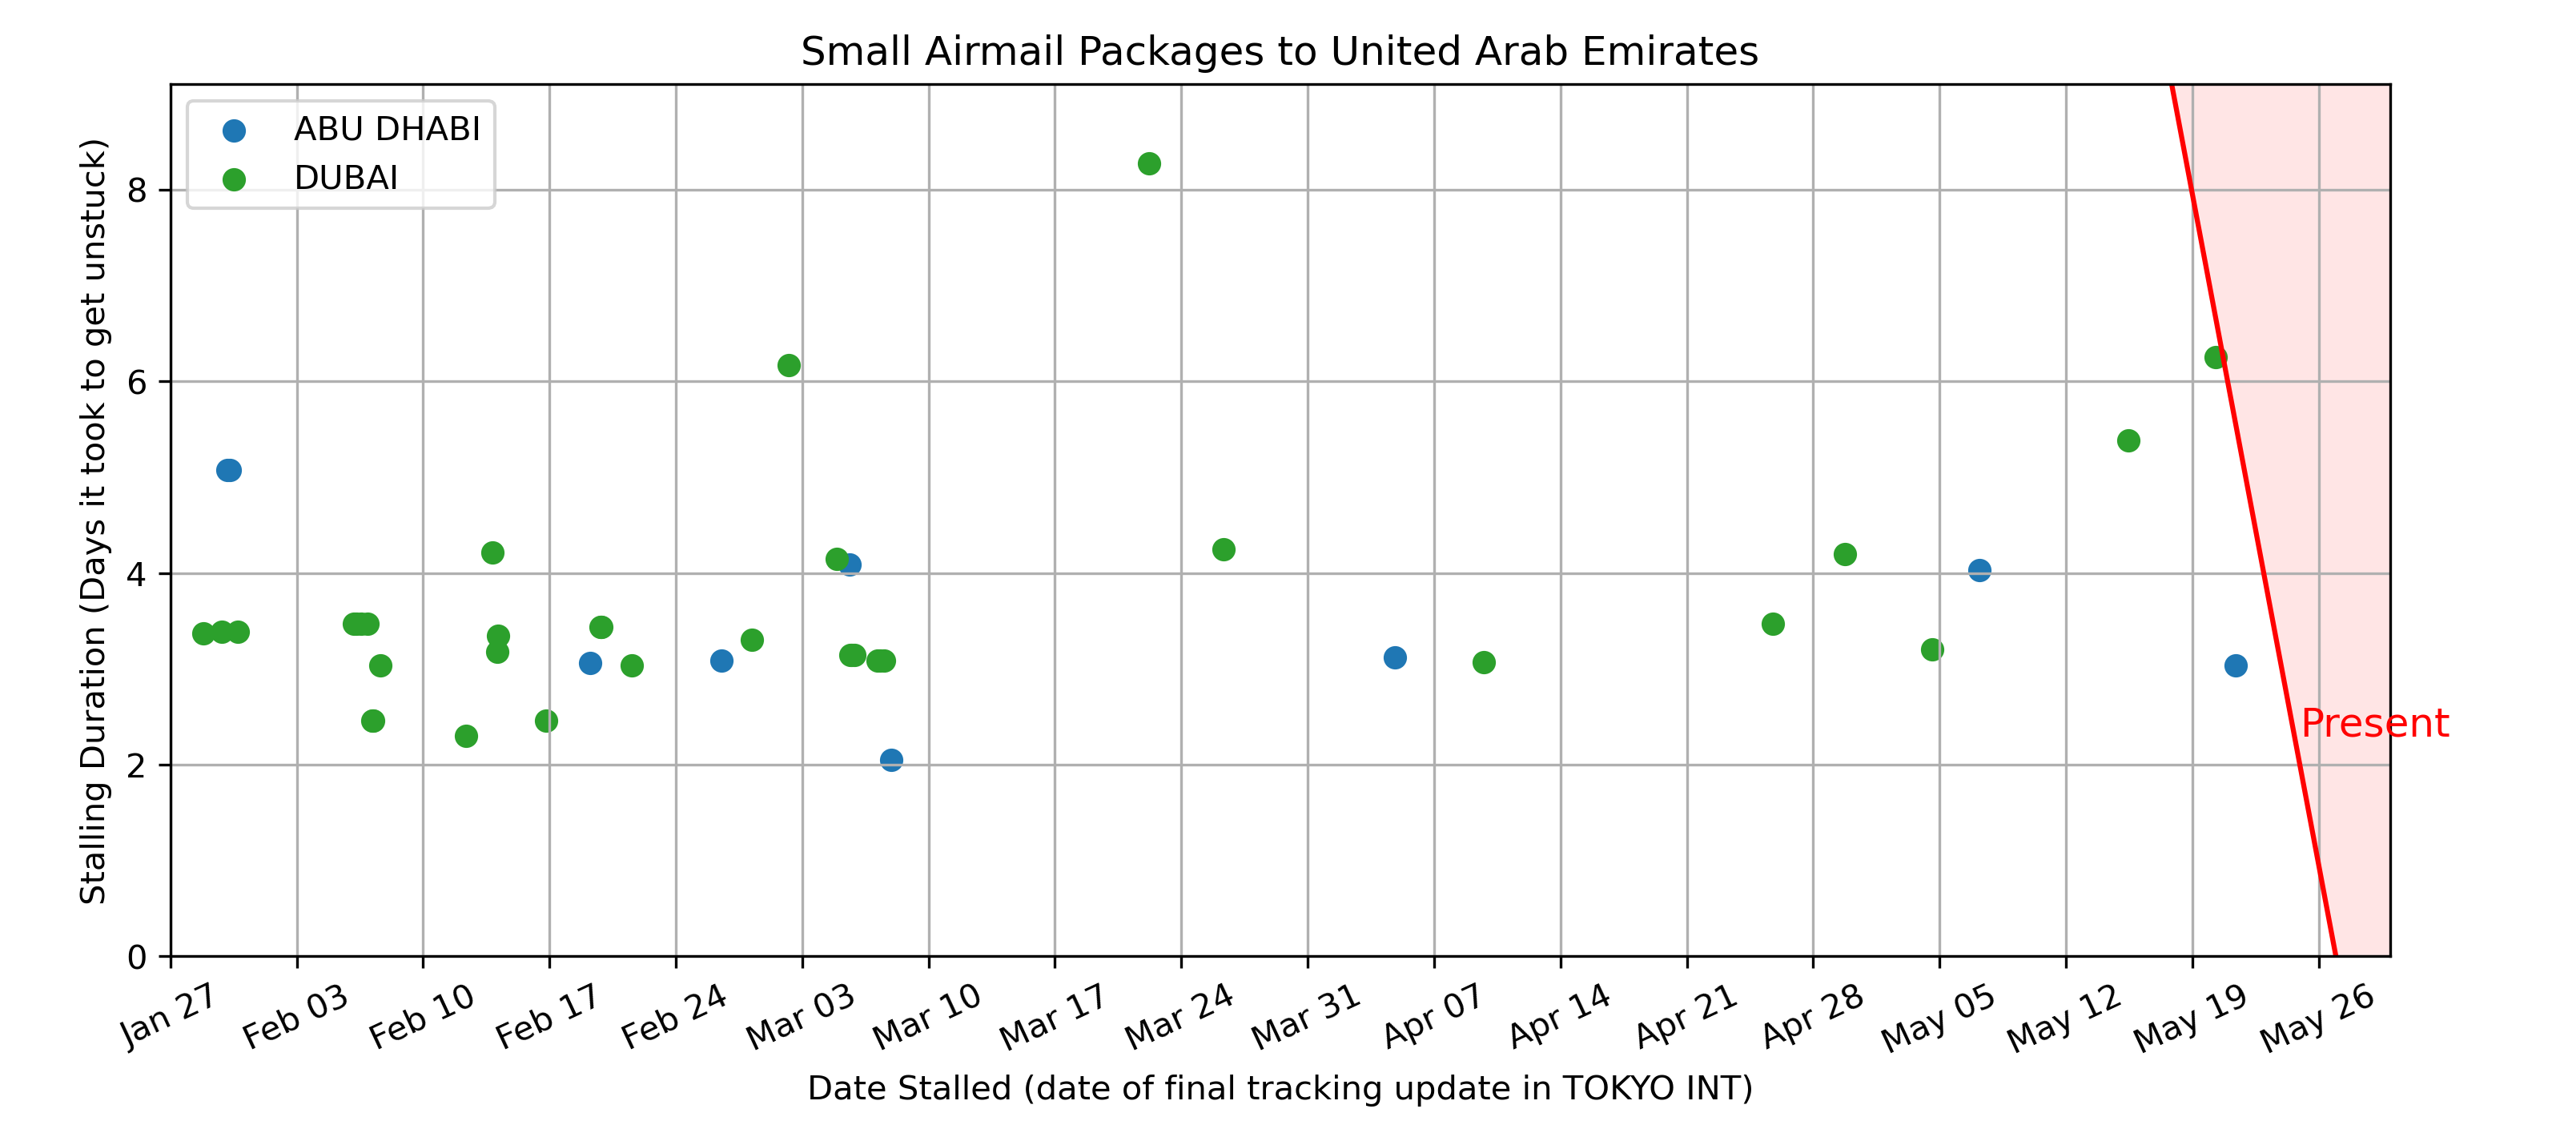 Small Airmail Packages to United Arab Emirates
ABU DHABI
DUBAI
Stalling Duration (Days it took to get unstuck)
8
6
4
2
0
Present
Jan 27
Feb 03
Feb 10
Feb 17
Feb 24
Mar 03
Mar 10
Mar 17
Mar 24
Mar 31
Apr 07
Apr 14
Apr 21
Apr 28
May 05
May 12
May 19
May 26
Date Stalled (date of final tracking update in TOKYO INT)